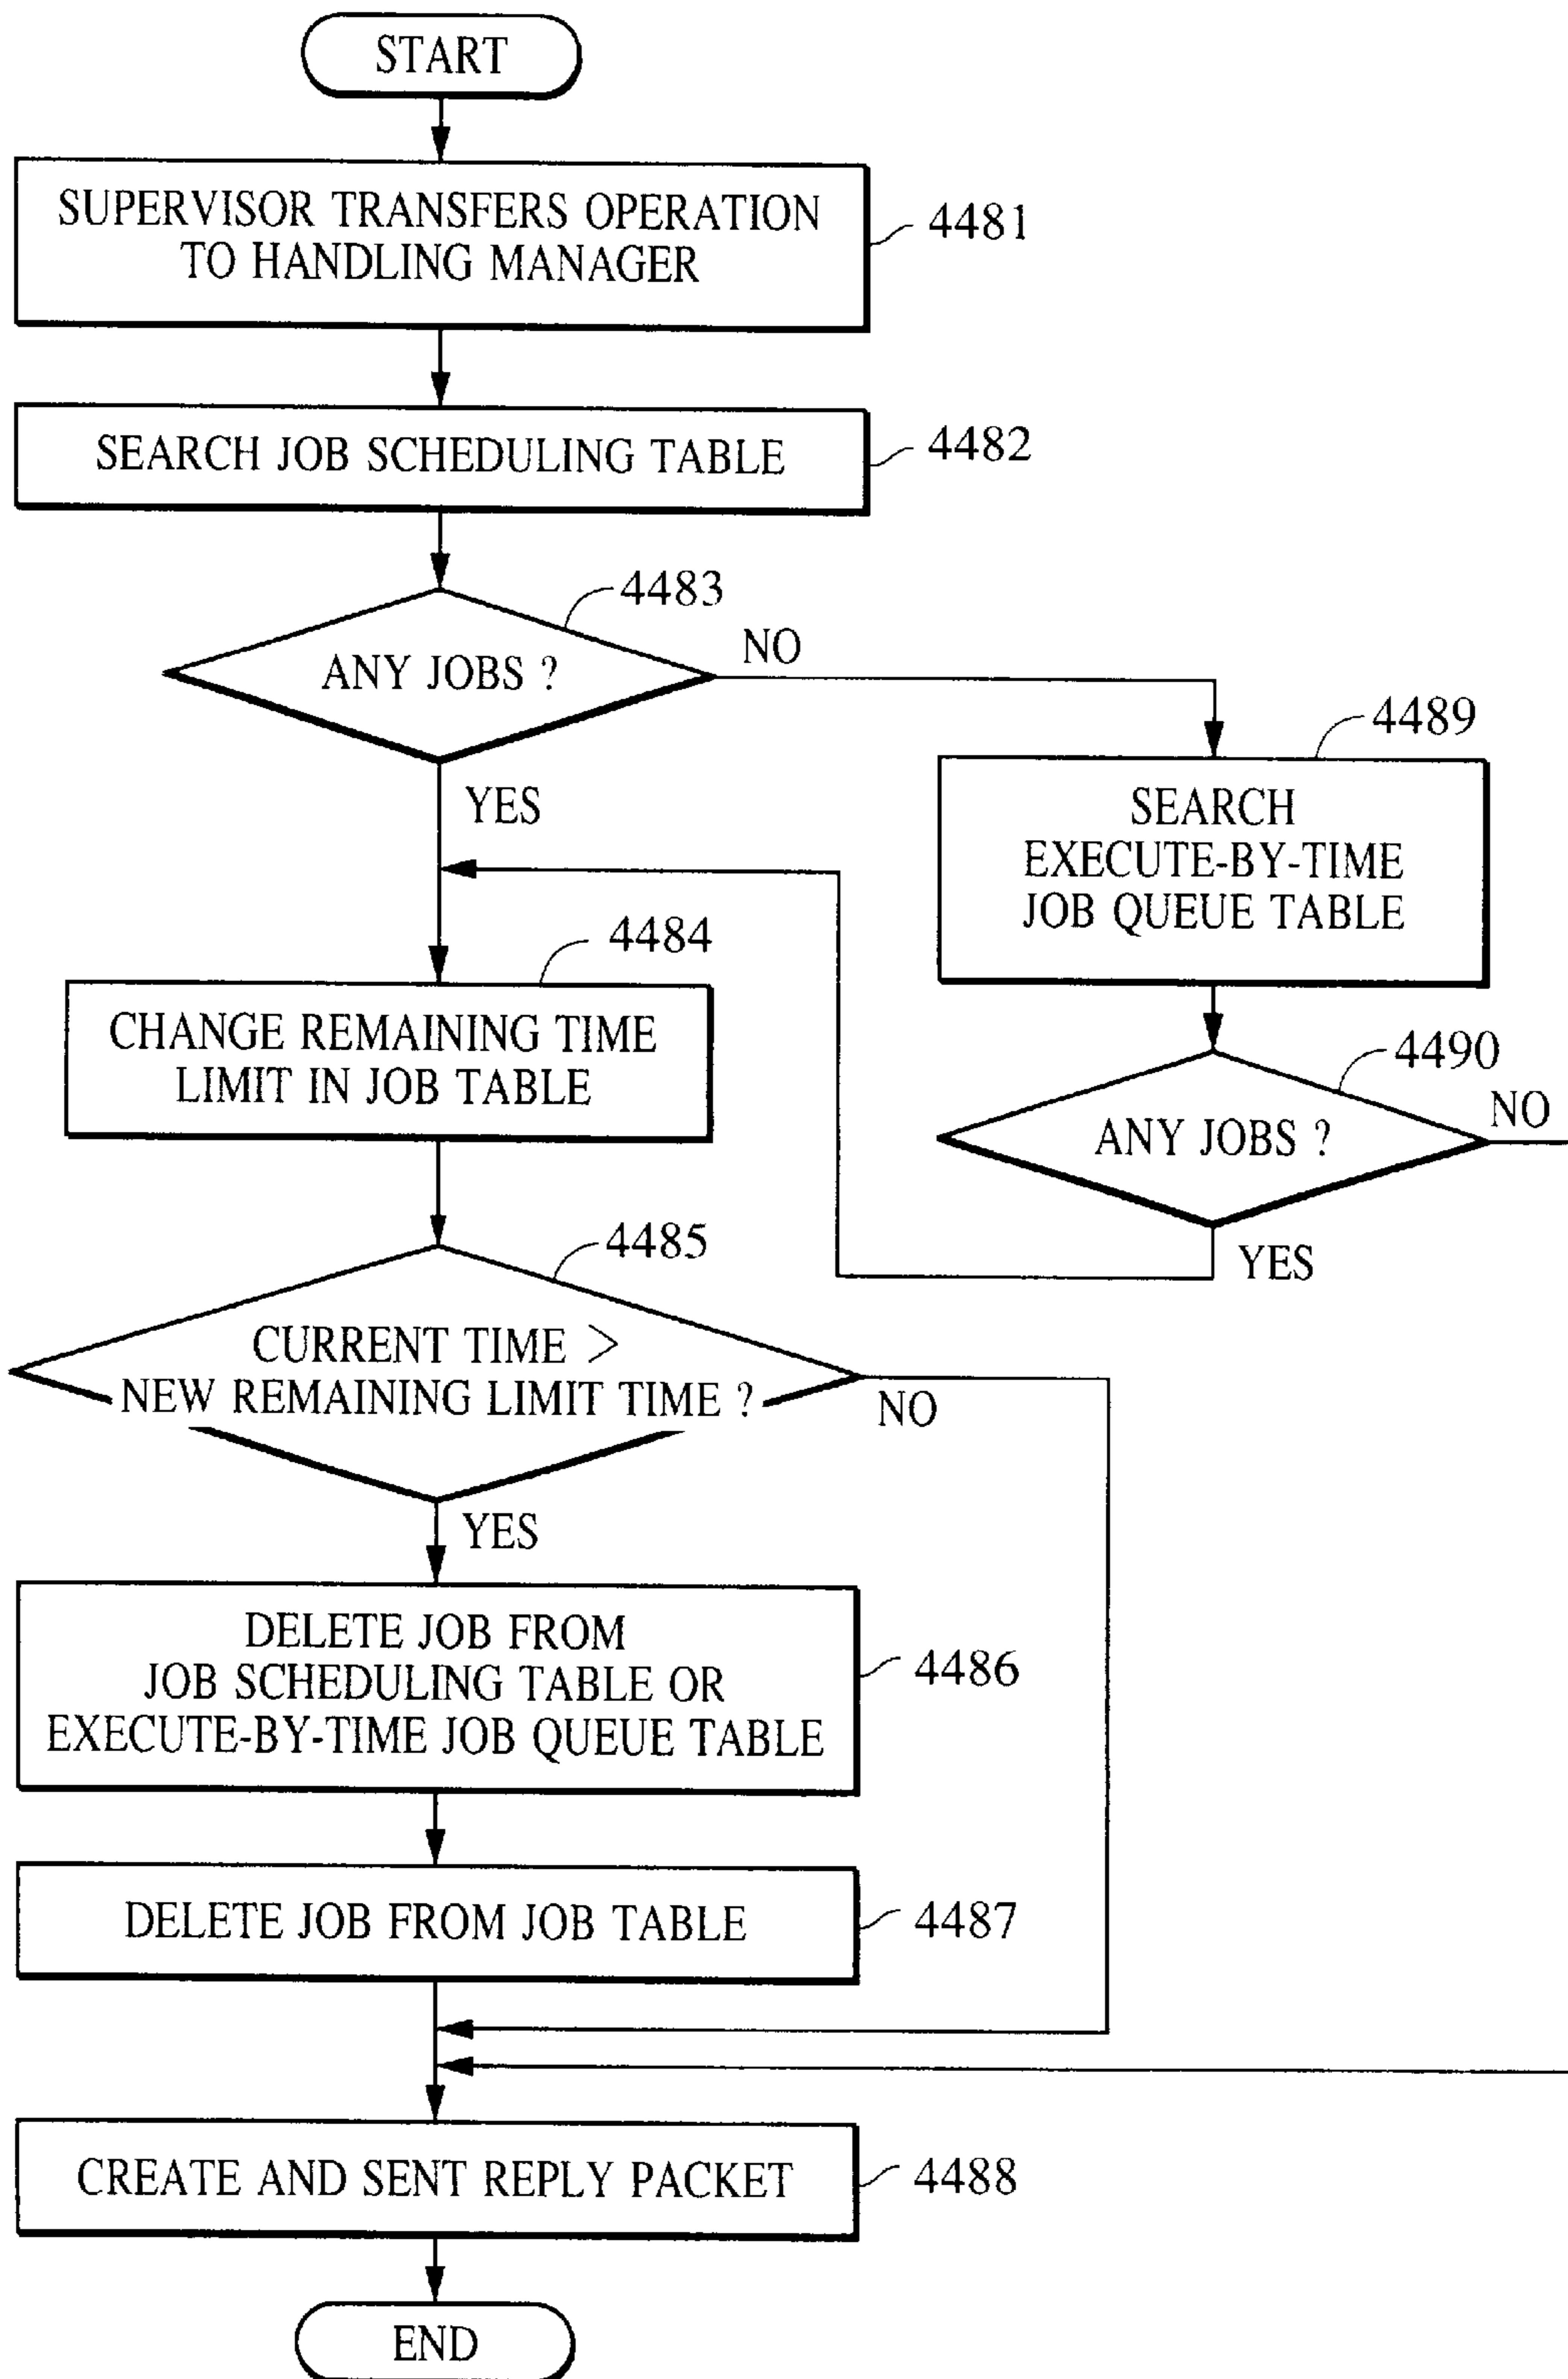 START
SUPERVISOR TRANSFERS OPERATION
TO HANDLING MANAGER
4481
SEARCH JOB SCHEDULING TABLE
4482
4483
ANY JOBS ?
NO
YES
4489
SEARCH
EXECUTE-BY-TIME
JOB QUEUE TABLE
4484
CHANGE REMAINING TIME
LIMIT IN JOB TABLE
4490
ANY JOBS ?
NO
YES
4485
CURRENT TIME >
NEW REMAINING LIMIT TIME ?
NO
YES
DELETE JOB FROM
JOB SCHEDULING TABLE OR
EXECUTE-BY-TIME JOB QUEUE TABLE
4486
DELETE JOB FROM JOB TABLE
4487
CREATE AND SENT REPLY PACKET
4488
END